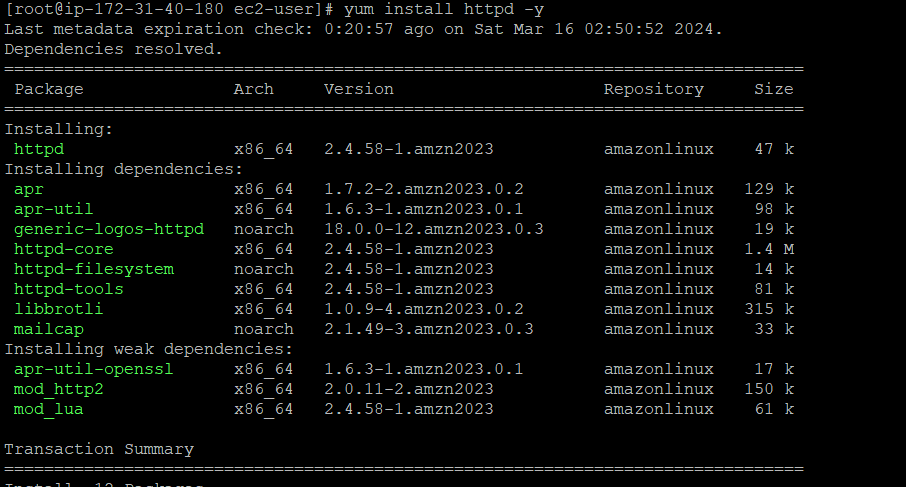 [root@ip-172-31-40-180 ec2-user]# yum install httpd -y
Last metadata expiration check: 0:20:57 ago on Sat Mar 16 02:50:52 2024.
Dependencies resolved.
================================================================================
 Package                Arch     Version                     Repository     Size
================================================================================
Installing:
 httpd                  x86_64   2.4.58-1.amzn2023           amazonlinux    47 k
Installing dependencies:
 apr                    x86_64   1.7.2-2.amzn2023.0.2        amazonlinux   129 k
 apr-util               x86_64   1.6.3-1.amzn2023.0.1        amazonlinux    98 k
 generic-logos-httpd    noarch   18.0.0-12.amzn2023.0.3      amazonlinux    19 k
 httpd-core             x86_64   2.4.58-1.amzn2023           amazonlinux   1.4 M
 httpd-filesystem       noarch   2.4.58-1.amzn2023           amazonlinux    14 k
 httpd-tools            x86_64   2.4.58-1.amzn2023           amazonlinux    81 k
 libbrotli              x86_64   1.0.9-4.amzn2023.0.2        amazonlinux   315 k
 mailcap                noarch   2.1.49-3.amzn2023.0.3       amazonlinux    33 k
Installing weak dependencies:
 apr-util-openssl       x86_64   1.6.3-1.amzn2023.0.1        amazonlinux    17 k
 mod_http2              x86_64   2.0.11-2.amzn2023           amazonlinux   150 k
 mod_lua                x86_64   2.4.58-1.amzn2023           amazonlinux    61 k

Transaction Summary
================================================================================
Install  12 Packages